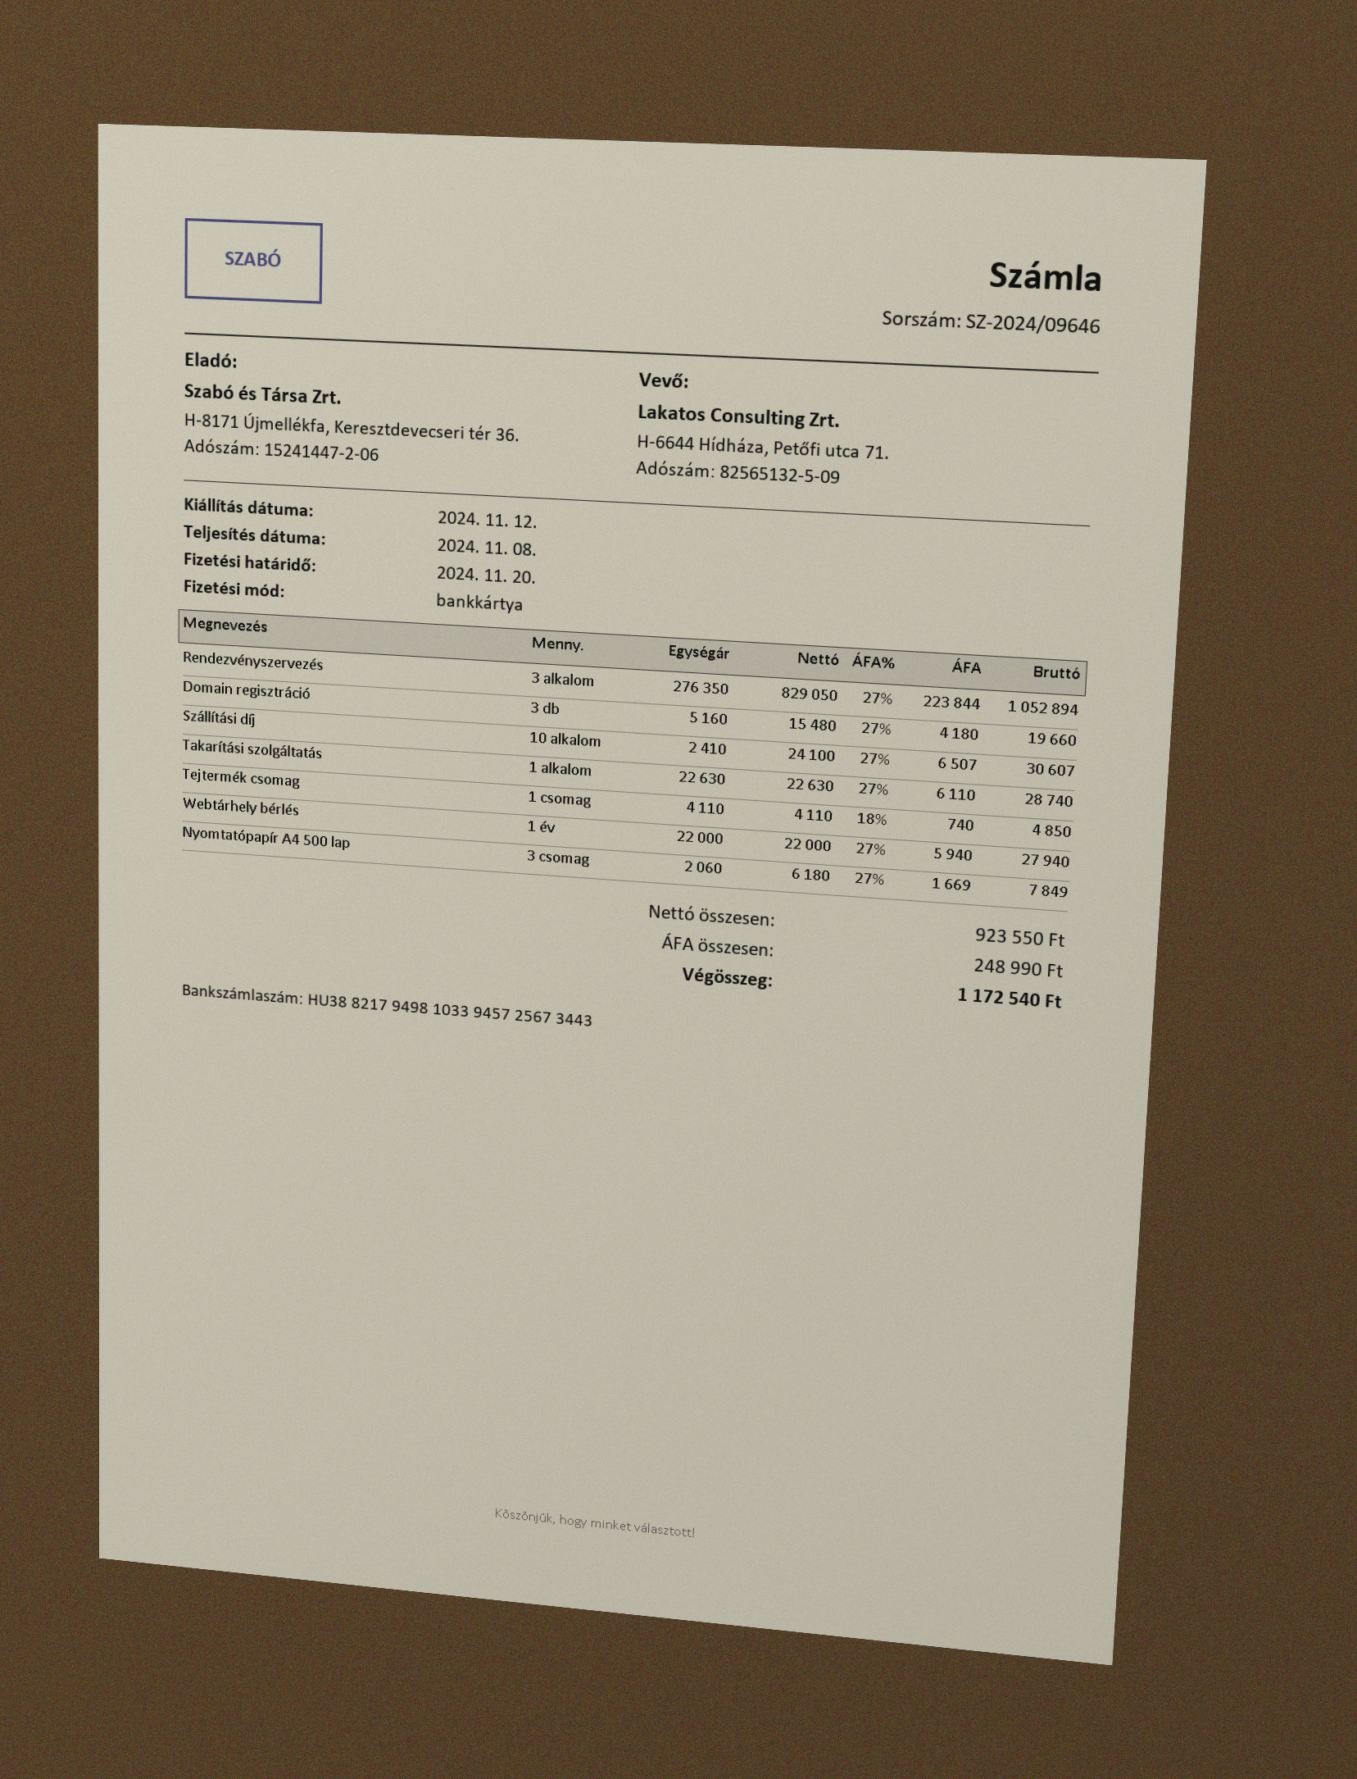 SZABÓ
Számla
Sorszám: SZ-2024/09646
Eladó:
Szabó és Társa Zrt.
H-8171 Újmellékfa, Keresztdevecseri tér 36.
Adószám: 15241447-2-06
Vevő:
Lakatos Consulting Zrt.
H-6644 Hídháza, Petőfi utca 71.
Adószám: 82565132-5-09
Kiállítás dátuma: 2024. 11. 12.
Teljesítés dátuma: 2024. 11. 08.
Fizetési határidő: 2024. 11. 20.
Fizetési mód: bankkártya
Megnevezés Menny. Egységár Nettó ÁFA% ÁFA Bruttó
Rendezvényszervezés 3 alkalom 276 350 829 050 27% 223 844 1 052 894
Domain regisztráció 3 db 5 160 15 480 27% 4 180 19 660
Szállítási díj 10 alkalom 2 410 24 100 27% 6 507 30 607
Takarítási szolgáltatás 1 alkalom 22 630 22 630 27% 6 110 28 740
Tejtermék csomag 1 csomag 4 110 4 110 18% 740 4 850
Webtárhely bérlés 1 év 22 000 22 000 27% 5 940 27 940
Nyomtatópapír A4 500 lap 3 csomag 2 060 6 180 27% 1 669 7 849
Nettó összesen: 923 550 Ft
ÁFA összesen: 248 990 Ft
Végösszeg: 1 172 540 Ft
Bankszámlaszám: HU38 8217 9498 1033 9457 2567 3443
Köszönjük, hogy minket választott!